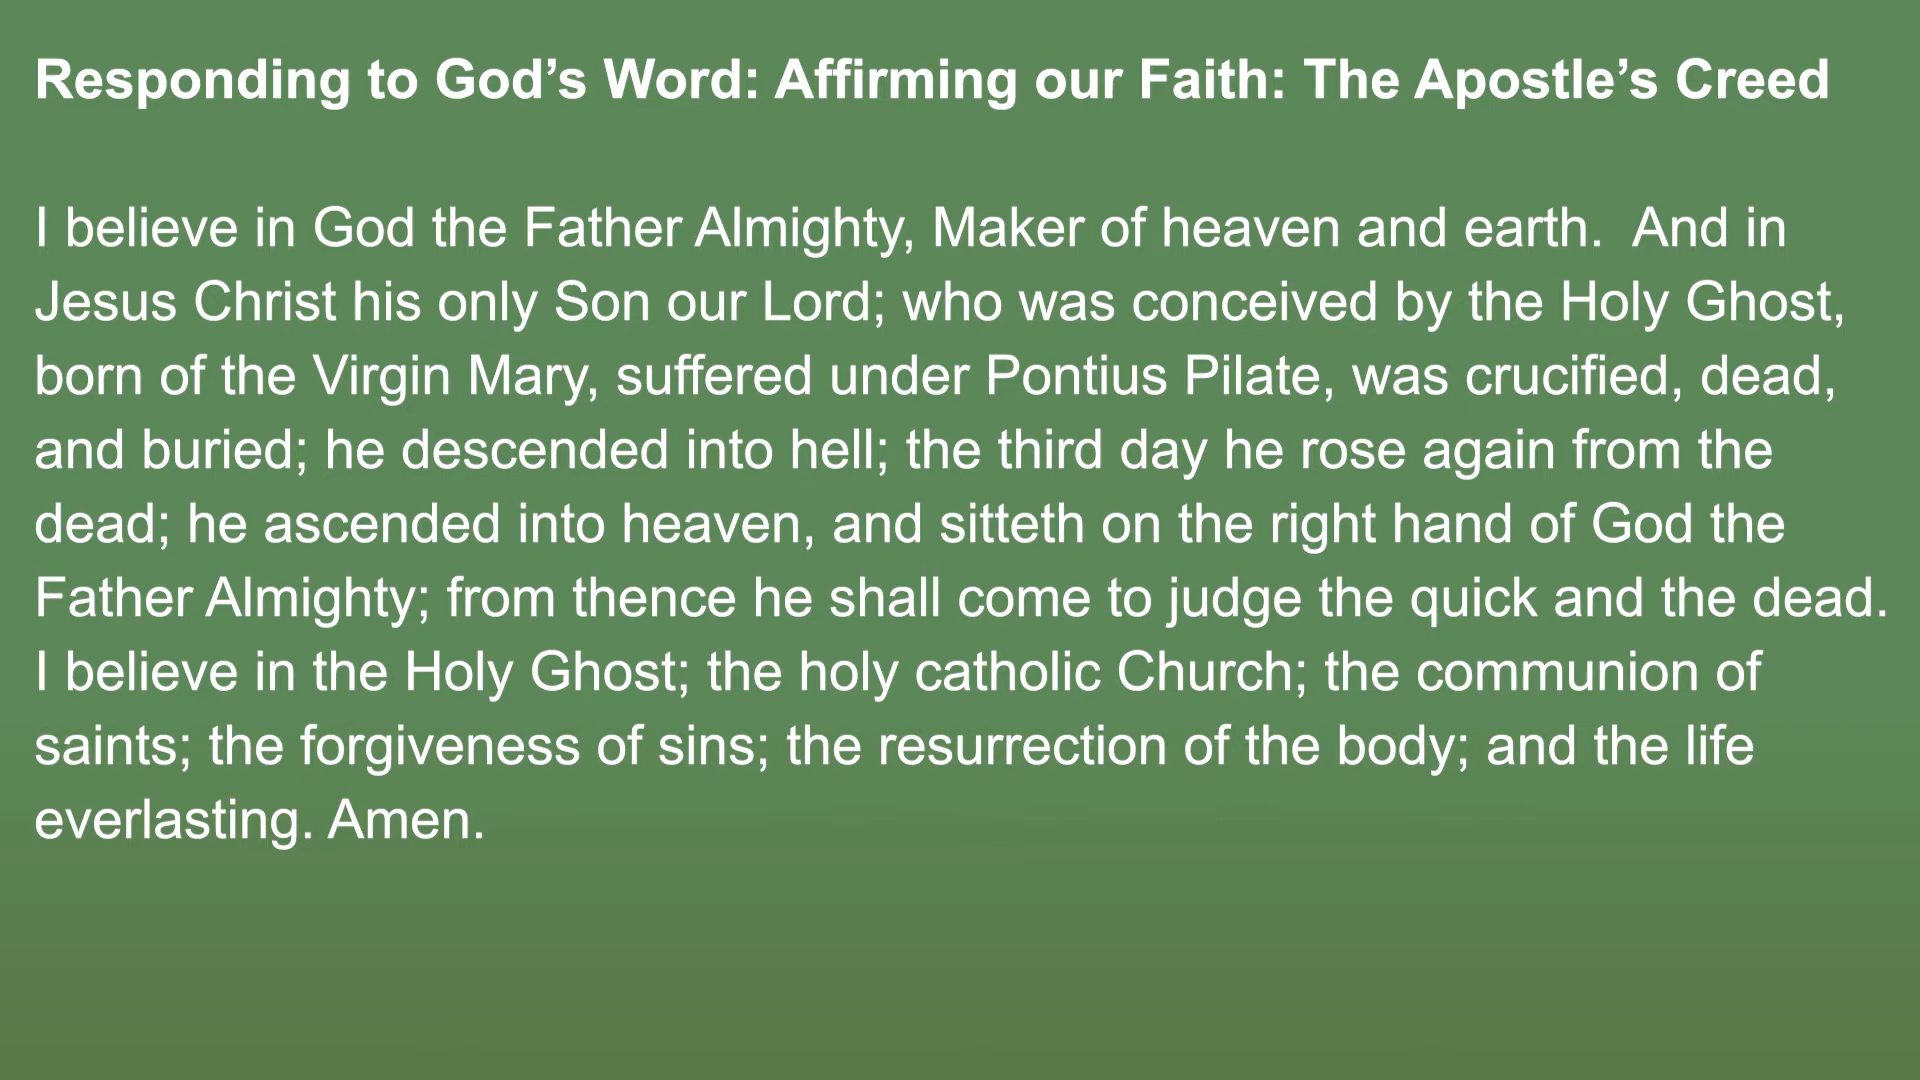 Responding to God’s Word: Affirming our Faith: The Apostle’s Creed
I believe in God the Father Almighty, Maker of heaven and earth.  And in
Jesus Christ his only Son our Lord; who was conceived by the Holy Ghost,
born of the Virgin Mary, suffered under Pontius Pilate, was crucified, dead,
and buried; he descended into hell; the third day he rose again from the
dead; he ascended into heaven, and sitteth on the right hand of God the
Father Almighty; from thence he shall come to judge the quick and the dead.
I believe in the Holy Ghost; the holy catholic Church; the communion of
saints; the forgiveness of sins; the resurrection of the body; and the life
everlasting. Amen.